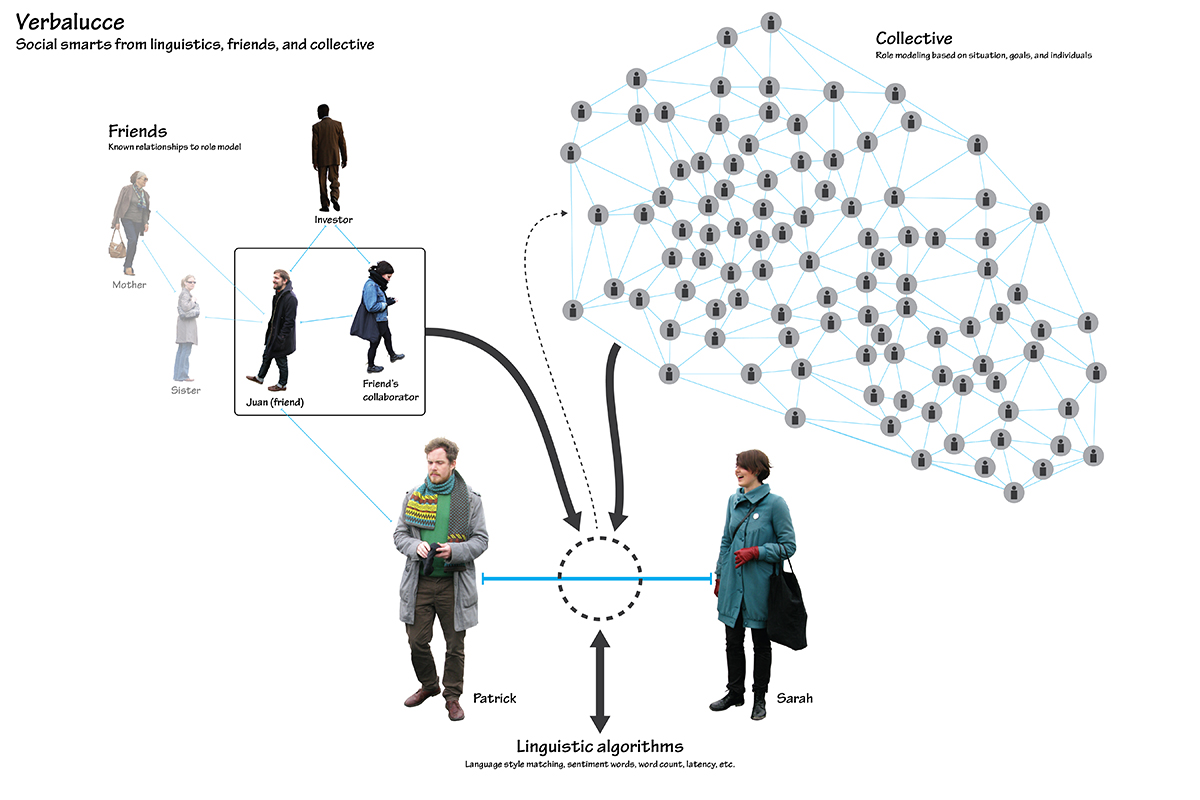 Verbalucce
Social smarts from linguistics, friends, and collective
Collective
Role modeling based on situation, goals, and individuals
Friends
Known relationships to role model
Investor
Mother
Sister
Juan (friend)
Friend's
collaborator
Patrick
Sarah
Linguistic algorithms
Language style matching, sentiment words, word count, latency, etc.